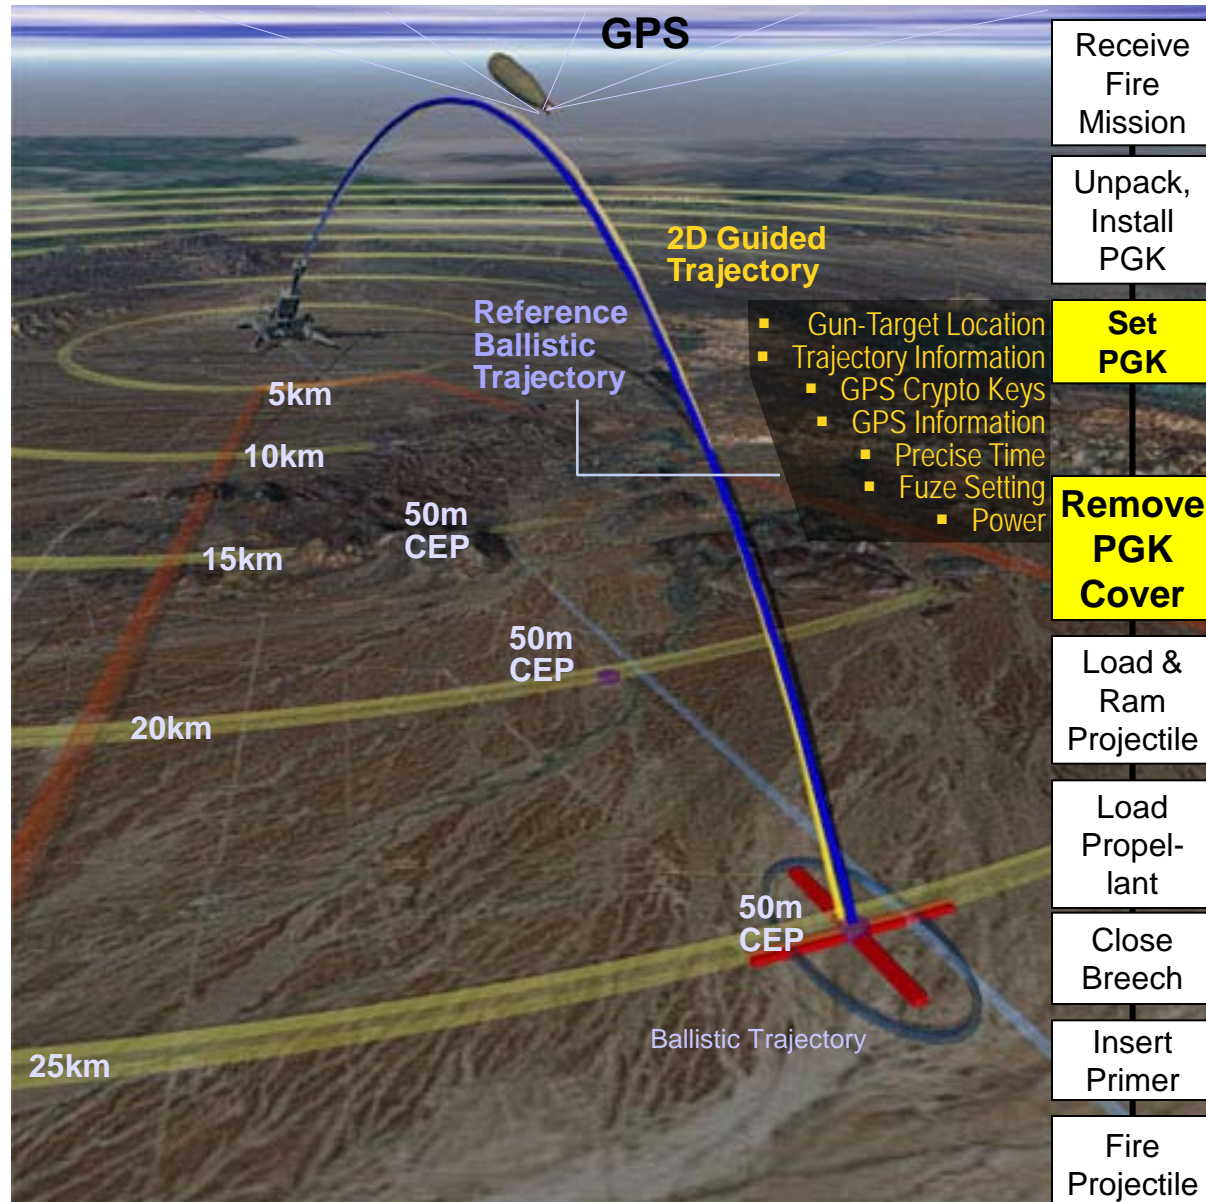 GPS
2D Guided
Trajectory
Reference
Ballistic
Trajectory
▪ Gun-Target Location
▪ Trajectory Information
▪ GPS Crypto Keys
▪ GPS Information
▪ Precise Time
▪ Fuze Setting
▪ Power
5km
10km
50m
CEP
15km
50m
CEP
20km
50m
CEP
Ballistic Trajectory
25km
Receive
Fire
Mission
Unpack,
Install
PGK
Set
PGK
Remove
PGK
Cover
Load &
Ram
Projectile
Load
Propel-
lant
Close
Breech
Insert
Primer
Fire
Projectile